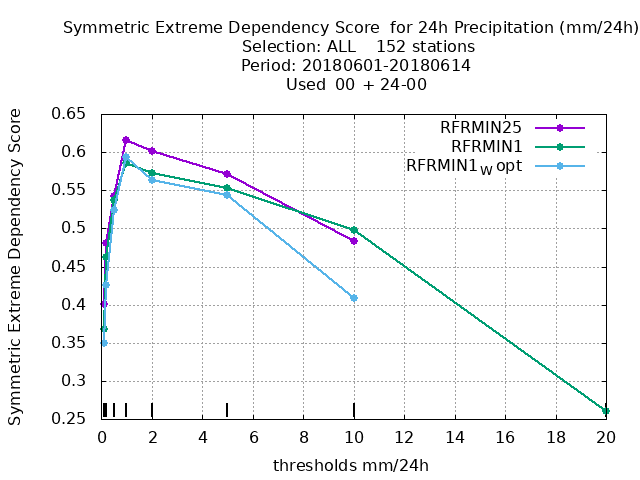 Symmetric Extreme Dependency Score  for 24h Precipitation (mm/24h)
Selection: ALL    152 stations
Period: 20180601-20180614
Used  00 + 24-00
Symmetric Extreme Dependency Score
0.65
0.6
0.55
0.5
0.45
0.4
0.35
0.3
0.25
RFRMIN25
RFRMIN1
RFRMIN1W opt
0 2 4 6 8 10 12 14 16 18 20
thresholds mm/24h